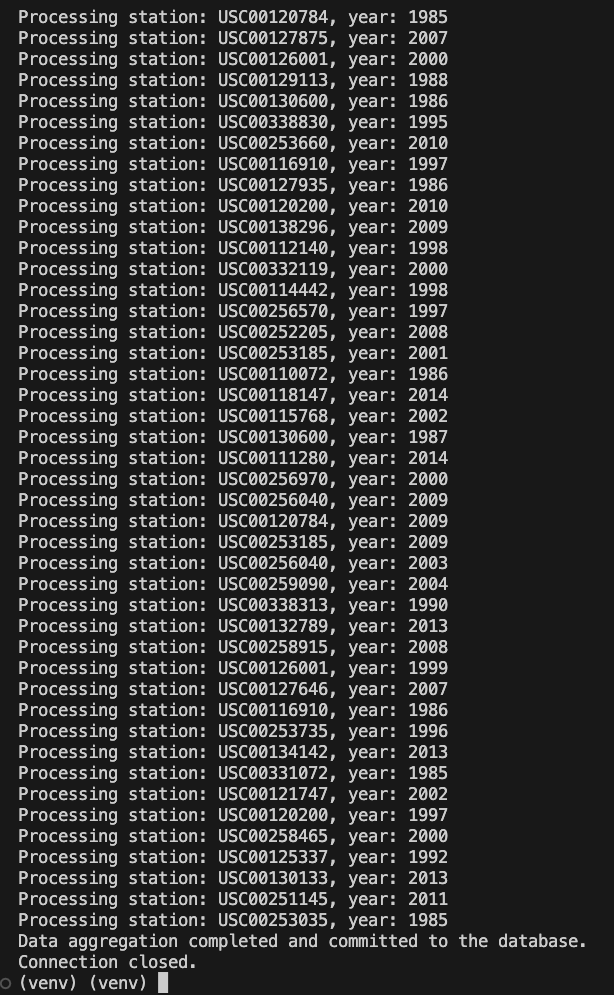 Processing station: USC00120784, year: 1985
Processing station: USC00127875, year: 2007
Processing station: USC00126001, year: 2000
Processing station: USC00129113, year: 1988
Processing station: USC00130600, year: 1986
Processing station: USC00338830, year: 1995
Processing station: USC00253660, year: 2010
Processing station: USC00116910, year: 1997
Processing station: USC00127935, year: 1986
Processing station: USC00120200, year: 2010
Processing station: USC00138296, year: 2009
Processing station: USC00112140, year: 1998
Processing station: USC00332119, year: 2000
Processing station: USC00114442, year: 1998
Processing station: USC00256570, year: 1997
Processing station: USC00252205, year: 2008
Processing station: USC00253185, year: 2001
Processing station: USC00110072, year: 1986
Processing station: USC00118147, year: 2014
Processing station: USC00115768, year: 2002
Processing station: USC00130600, year: 1987
Processing station: USC00111280, year: 2014
Processing station: USC00256970, year: 2000
Processing station: USC00256040, year: 2009
Processing station: USC00120784, year: 2009
Processing station: USC00253185, year: 2009
Processing station: USC00256040, year: 2003
Processing station: USC00259090, year: 2004
Processing station: USC00338313, year: 1990
Processing station: USC00132789, year: 2013
Processing station: USC00258915, year: 2008
Processing station: USC00126001, year: 1999
Processing station: USC00127646, year: 2007
Processing station: USC00116910, year: 1986
Processing station: USC00253735, year: 1996
Processing station: USC00134142, year: 2013
Processing station: USC00331072, year: 1985
Processing station: USC00121747, year: 2002
Processing station: USC00120200, year: 1997
Processing station: USC00258465, year: 2000
Processing station: USC00125337, year: 1992
Processing station: USC00130133, year: 2013
Processing station: USC00251145, year: 2011
Processing station: USC00253035, year: 1985
Data aggregation completed and committed to the database.
Connection closed.
(venv) (venv)